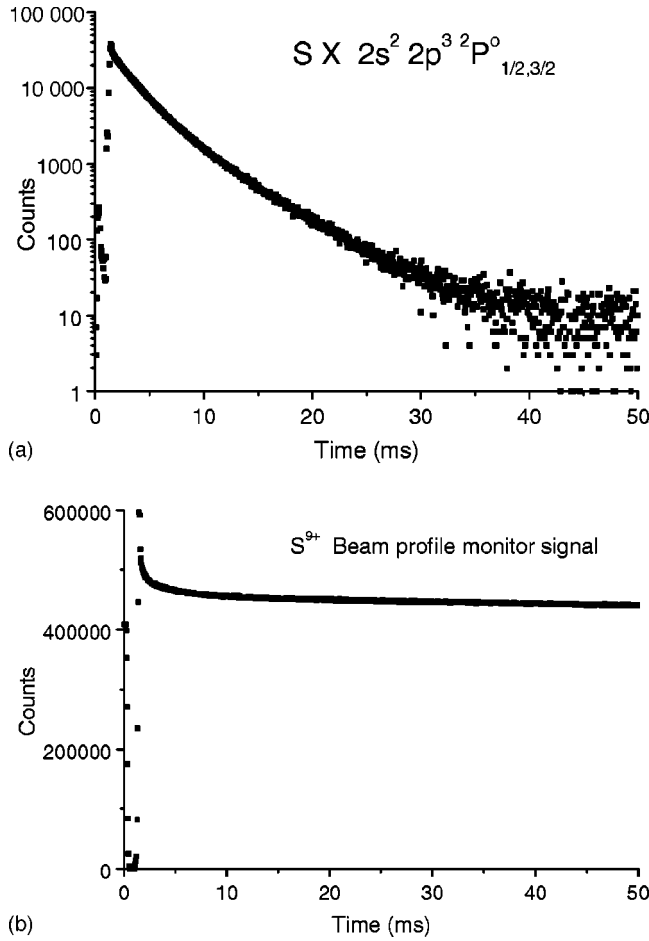 100 000
S X 2s² 2p³ ²Pᵒ₁/₂,₃/₂
10 000
1000
Counts
100
10
1
0 10 20 30 40 50
Time (ms)
(a)
600000
S⁹⁺ Beam profile monitor signal
400000
Counts
200000
0
0 10 20 30 40 50
Time (ms)
(b)